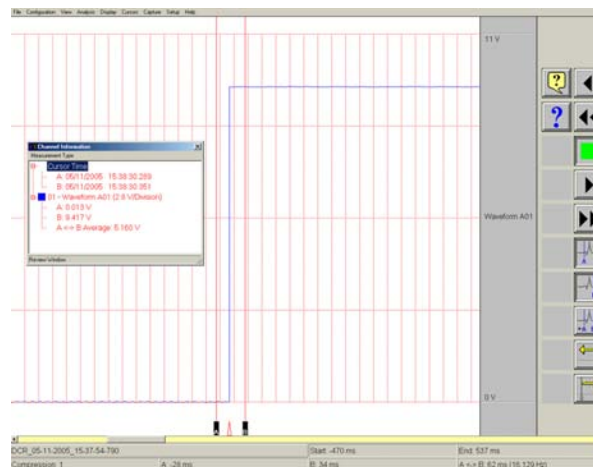 File Configuration View Analysis Display Cursors Capture Setup Help
11 V
Channel Information
Measurement Type
Cursor Time
A: 05/11/2005 15:38:30.289
B: 05/11/2005 15:38:30.351
01 - Waveform A01 (2.8 V/Division)
A: 0.013 V
B: 9.417 V
A <-> B Average: 5.160 V
Review Window
Waveform A01
0 V
A
B
DCR_05-11-2005_15-37-54-790
Start: -470 ms
End: 537 ms
Compression: 1
A: -28 ms
B: 34 ms
A <-> B: 62 ms (16.129 Hz)